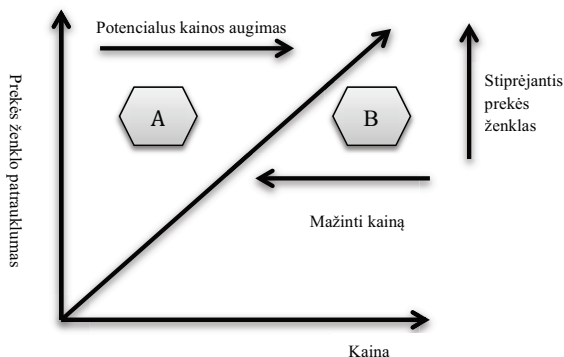 Potencialus kainos augimas
Prekės ženklo patrauklumas
A
B
Stiprėjantis
prekės
ženklas
Mažinti kainą
Kaina